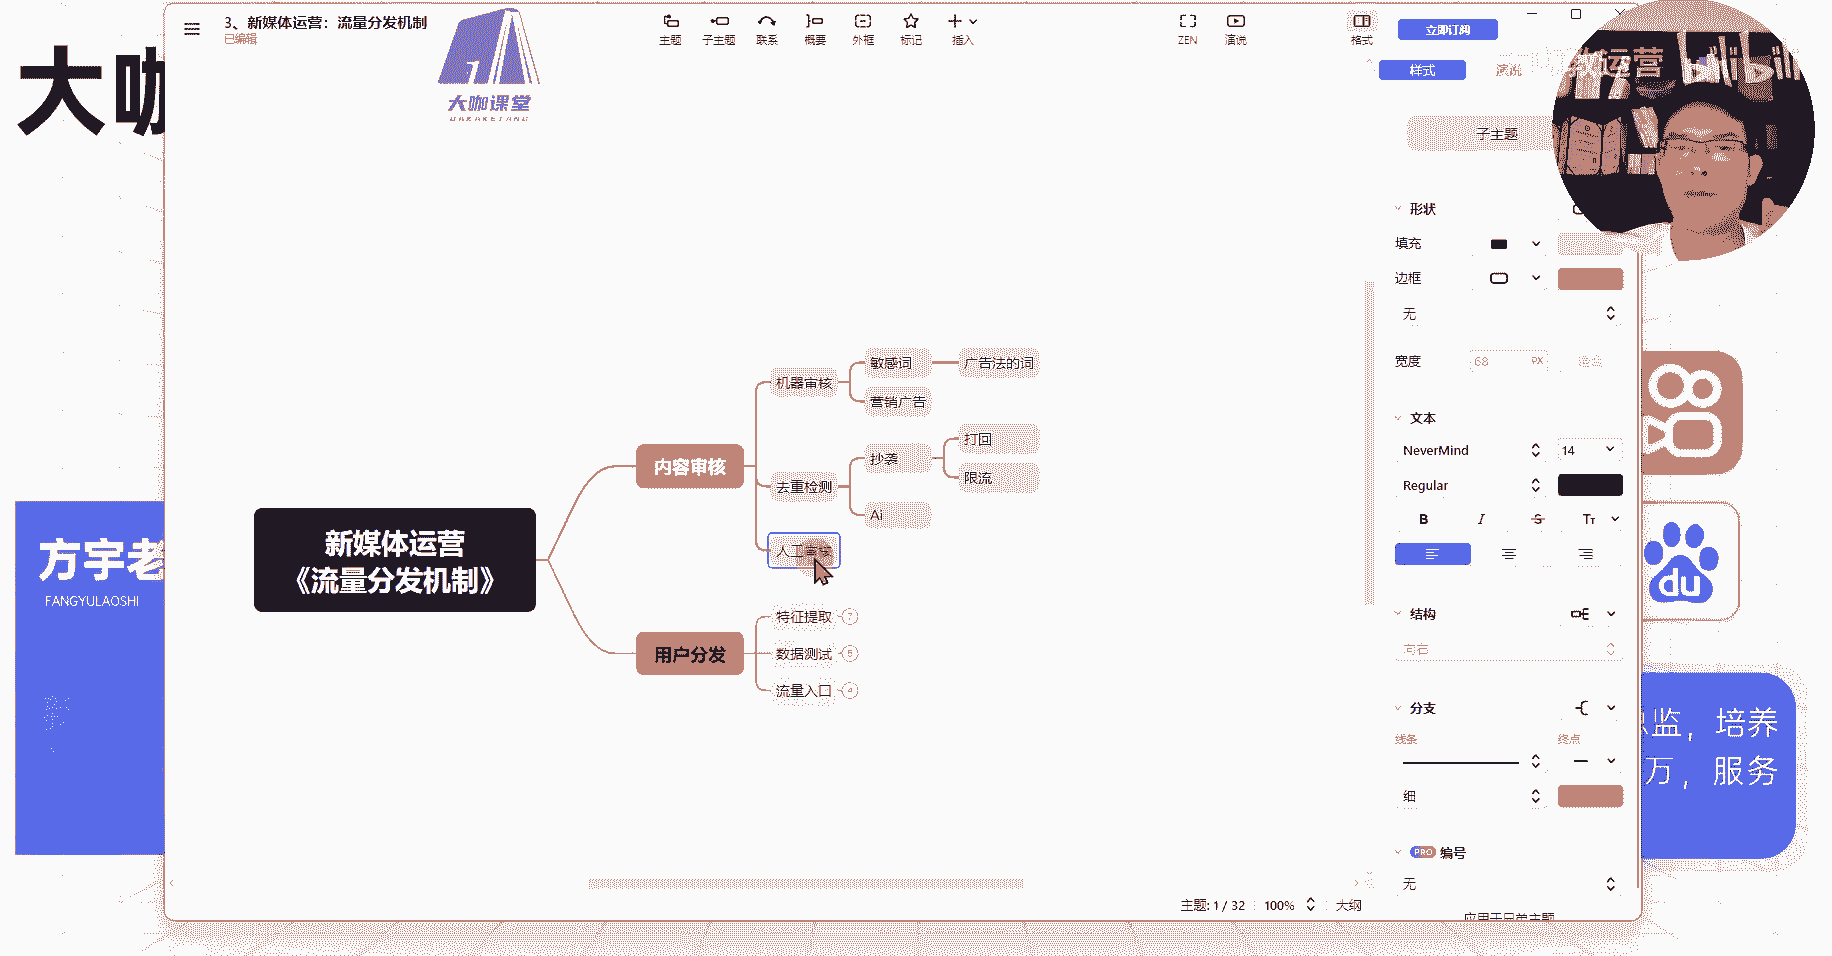 大咖
3、新媒体运营：流量分发机制
已编辑
大咖课堂
DAKAKETANG
主题
子主题
联系
概要
外框
标记
插入
ZEN
演说
格式
立即订阅
样式
演说
运营
bilibili
子主题
形状
填充
边框
无
宽度
68
PX
文本
NeverMind
14
Regular
B
I
S
Tт
结构
向右
分支
线条
终点
细
PRO 编号
无
新媒体运营
《流量分发机制》
内容审核
机器审核
敏感词
广告法的词
营销广告
去重检测
抄袭
打回
限流
Ai
人工审核
用户分发
特征提取
7
数据测试
5
流量入口
4
方宇老
FANGYULAOSHI
du
监，培养
万，服务
主题: 1 / 32
100%
大纲